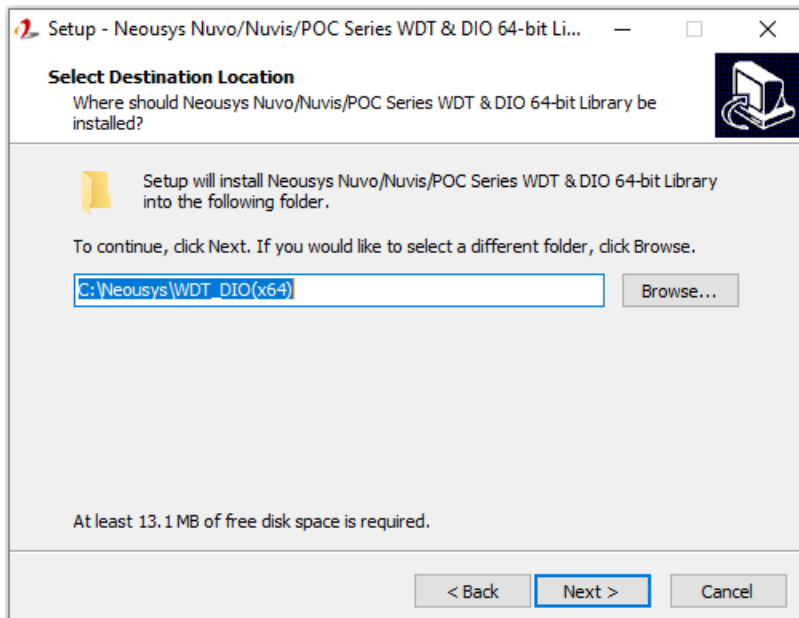 Setup - Neousys Nuvo/Nuvis/POC Series WDT & DIO 64-bit Li...
Select Destination Location
Where should Neousys Nuvo/Nuvis/POC Series WDT & DIO 64-bit Library be
installed?
Setup will install Neousys Nuvo/Nuvis/POC Series WDT & DIO 64-bit Library
into the following folder.
To continue, click Next. If you would like to select a different folder, click Browse.
C:\Neousys\WDT_DIO(x64)
Browse...
At least 13.1 MB of free disk space is required.
< Back
Next >
Cancel